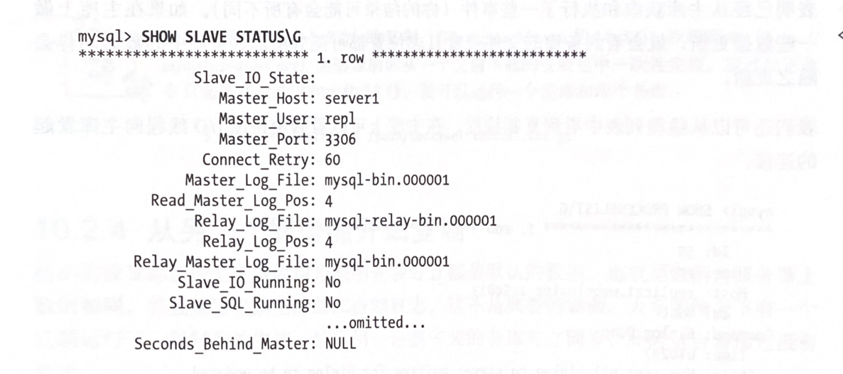 mysql> SHOW SLAVE STATUS\G
*************************** 1. row ***************************
Slave_IO_State:
Master_Host: server1
Master_User: repl
Master_Port: 3306
Connect_Retry: 60
Master_Log_File: mysql-bin.000001
Read_Master_Log_Pos: 4
Relay_Log_File: mysql-relay-bin.000001
Relay_Log_Pos: 4
Relay_Master_Log_File: mysql-bin.000001
Slave_IO_Running: No
Slave_SQL_Running: No
...omitted...
Seconds_Behind_Master: NULL